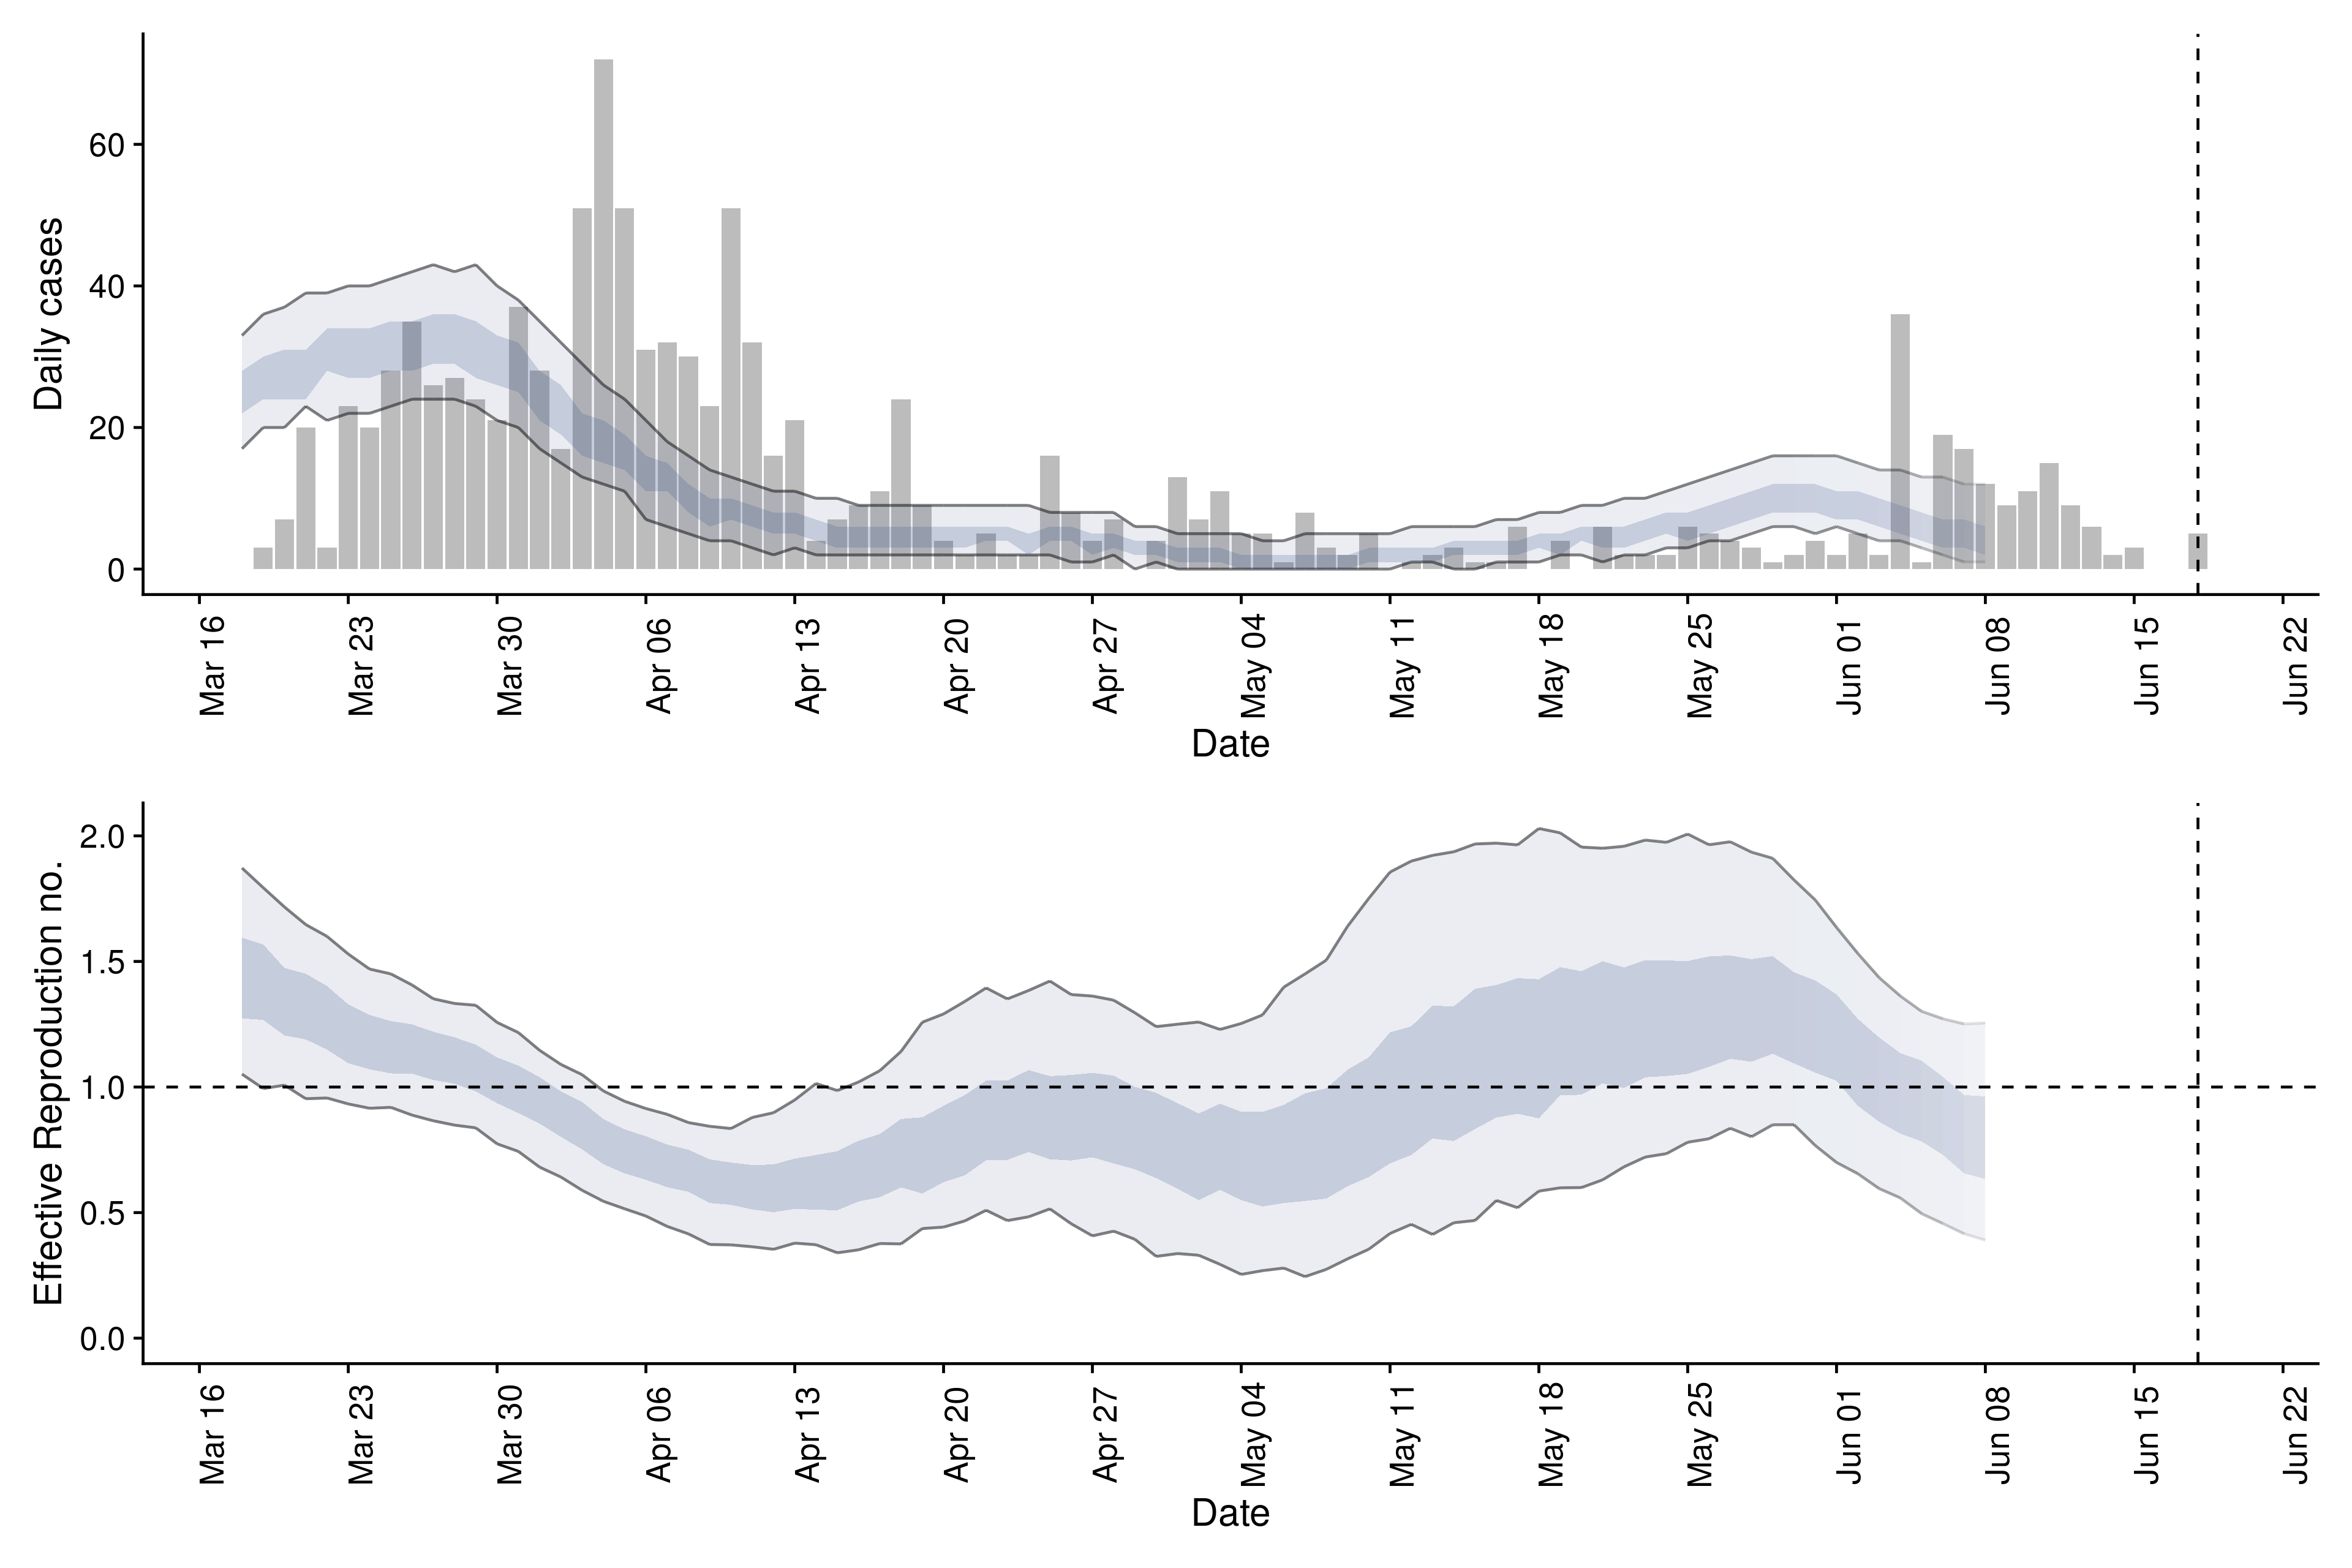 Daily cases
60
40
20
0
Mar 16
Mar 23
Mar 30
Apr 06
Apr 13
Apr 20
Apr 27
May 04
May 11
May 18
May 25
Jun 01
Jun 08
Jun 15
Jun 22
Date
Effective Reproduction no.
2.0
1.5
1.0
0.5
0.0
Mar 16
Mar 23
Mar 30
Apr 06
Apr 13
Apr 20
Apr 27
May 04
May 11
May 18
May 25
Jun 01
Jun 08
Jun 15
Jun 22
Date